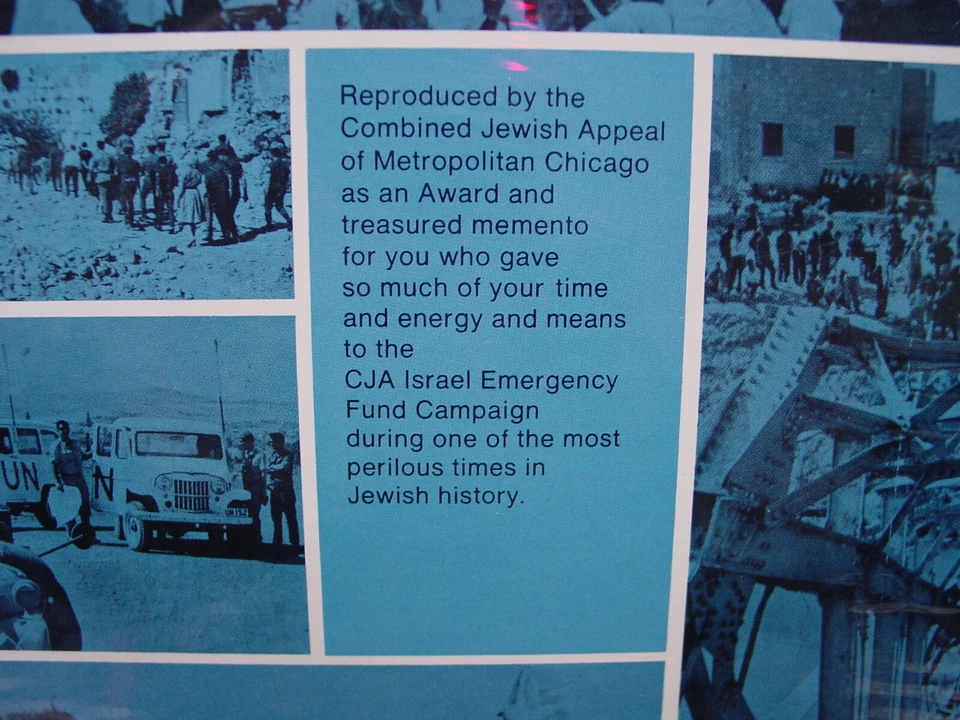 Reproduced by the
Combined Jewish Appeal
of Metropolitan Chicago
as an Award and
treasured memento
for you who gave
so much of your time
and energy and means
to the
CJA Israel Emergency
Fund Campaign
during one of the most
perilous times in
Jewish history.
UN
N